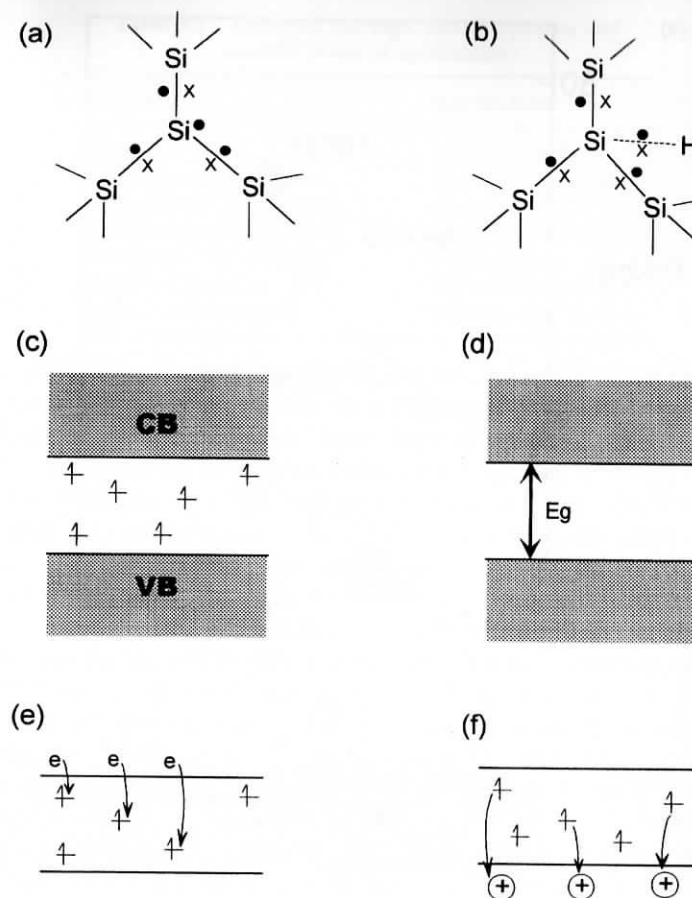 (a)
(b)
Si
Si
Si
Si
Si
Si
Si
Si
H
x
x
x
x
x
x
x
(c)
(d)
CB
VB
Eg
(e)
(f)
e e e
+ + +